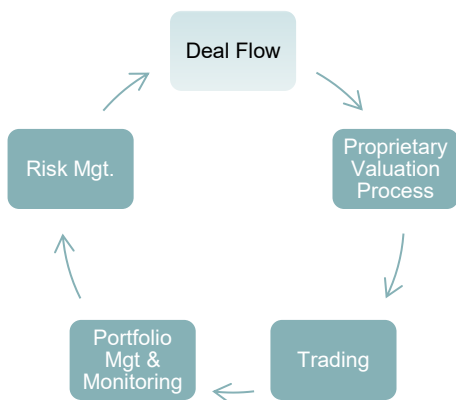 Deal Flow
Proprietary
Valuation
Process
Trading
Portfolio
Mgt &
Monitoring
Risk Mgt.